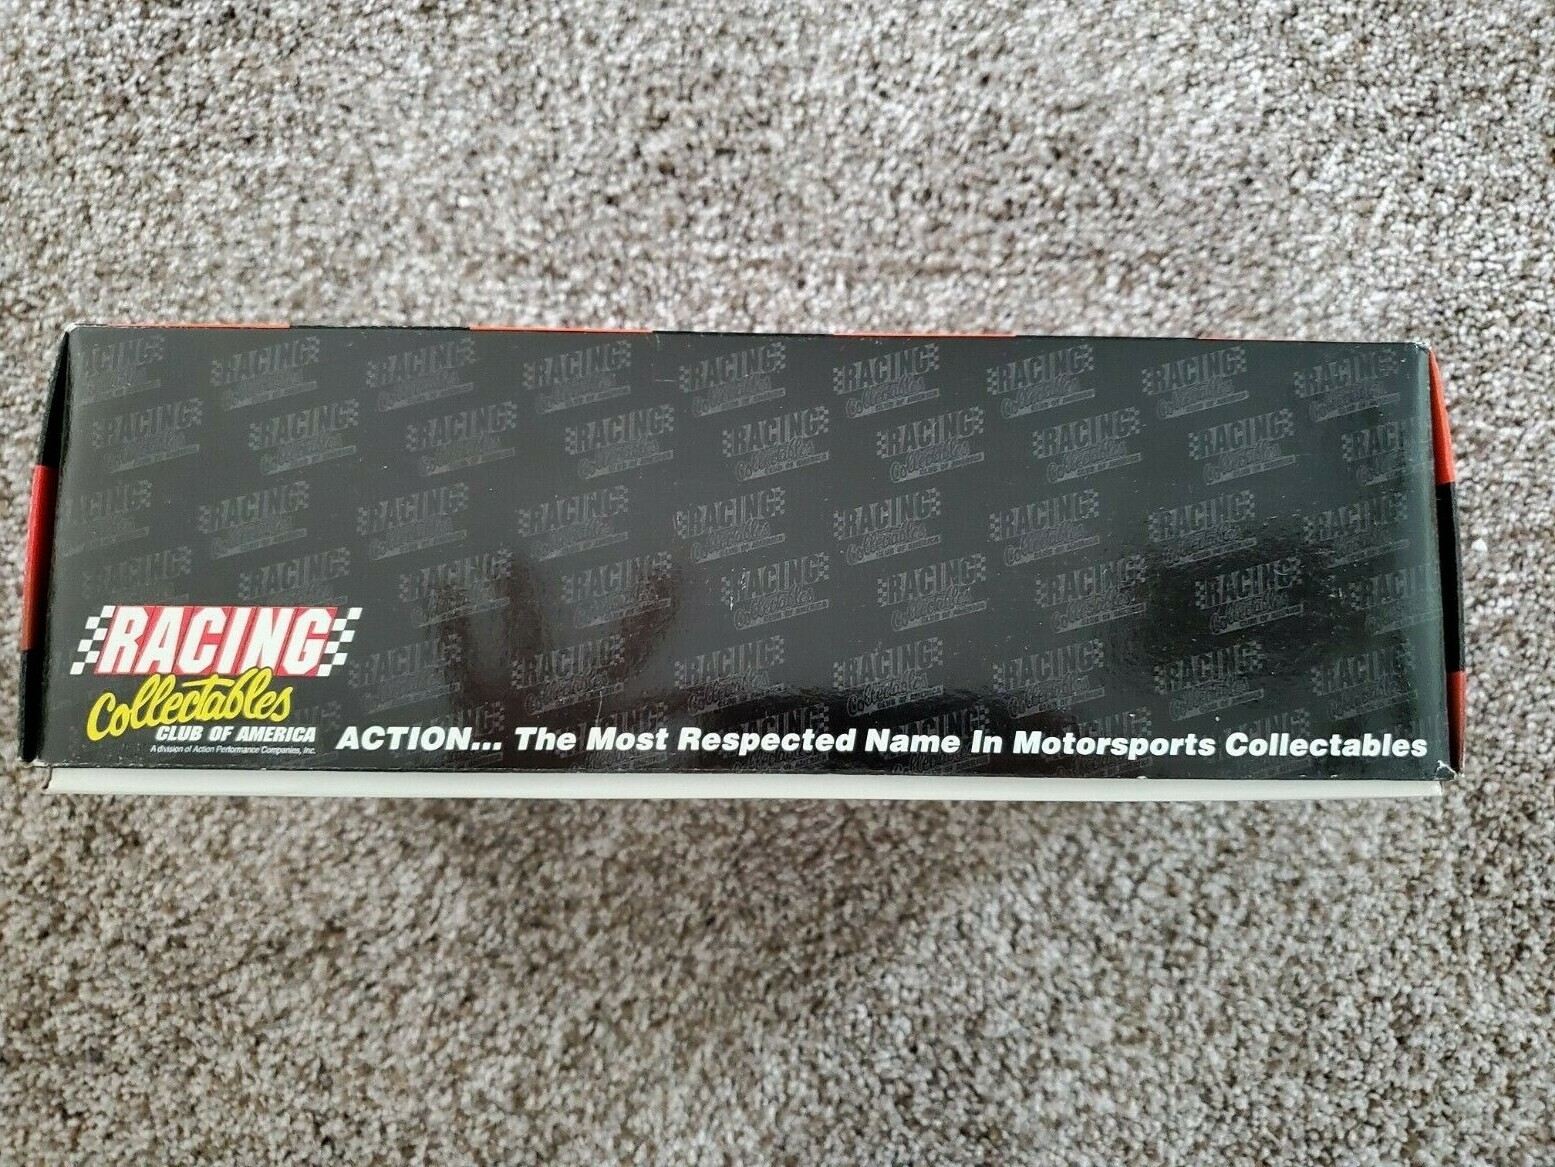 RACING
Collectables
CLUB OF AMERICA
A division of Action Performance Companies, Inc.
ACTION... The Most Respected Name In Motorsports Collectables